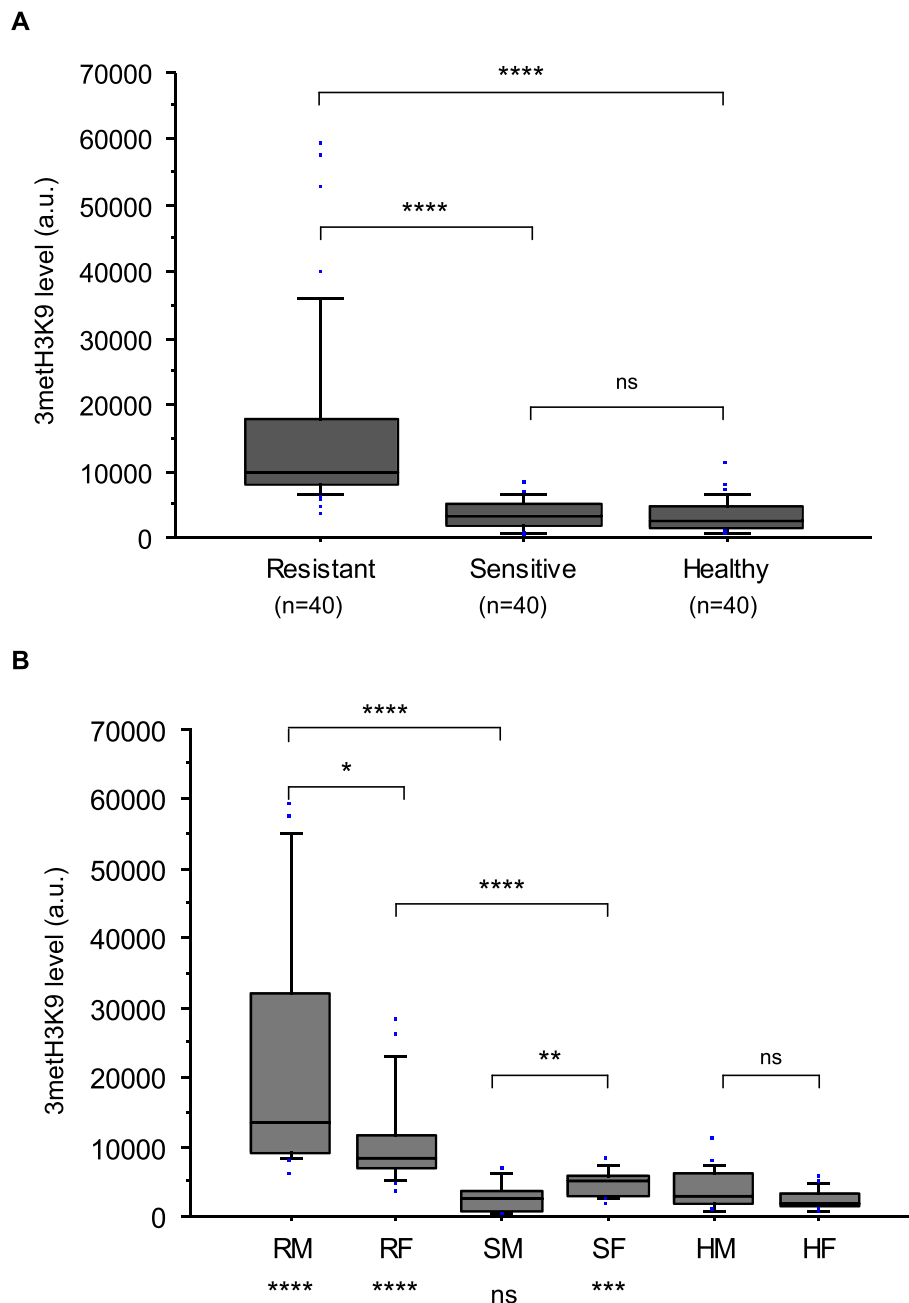 A
****
70000
60000
50000
40000
30000
20000
10000
0
3metH3K9 level (a.u.)
****
ns
Resistant Sensitive Healthy
(n=40) (n=40) (n=40)
B
****
70000
60000
50000
40000
30000
20000
10000
0
3metH3K9 level (a.u.)
*
****
**
ns
RM RF SM SF HM HF
**** **** ns ***